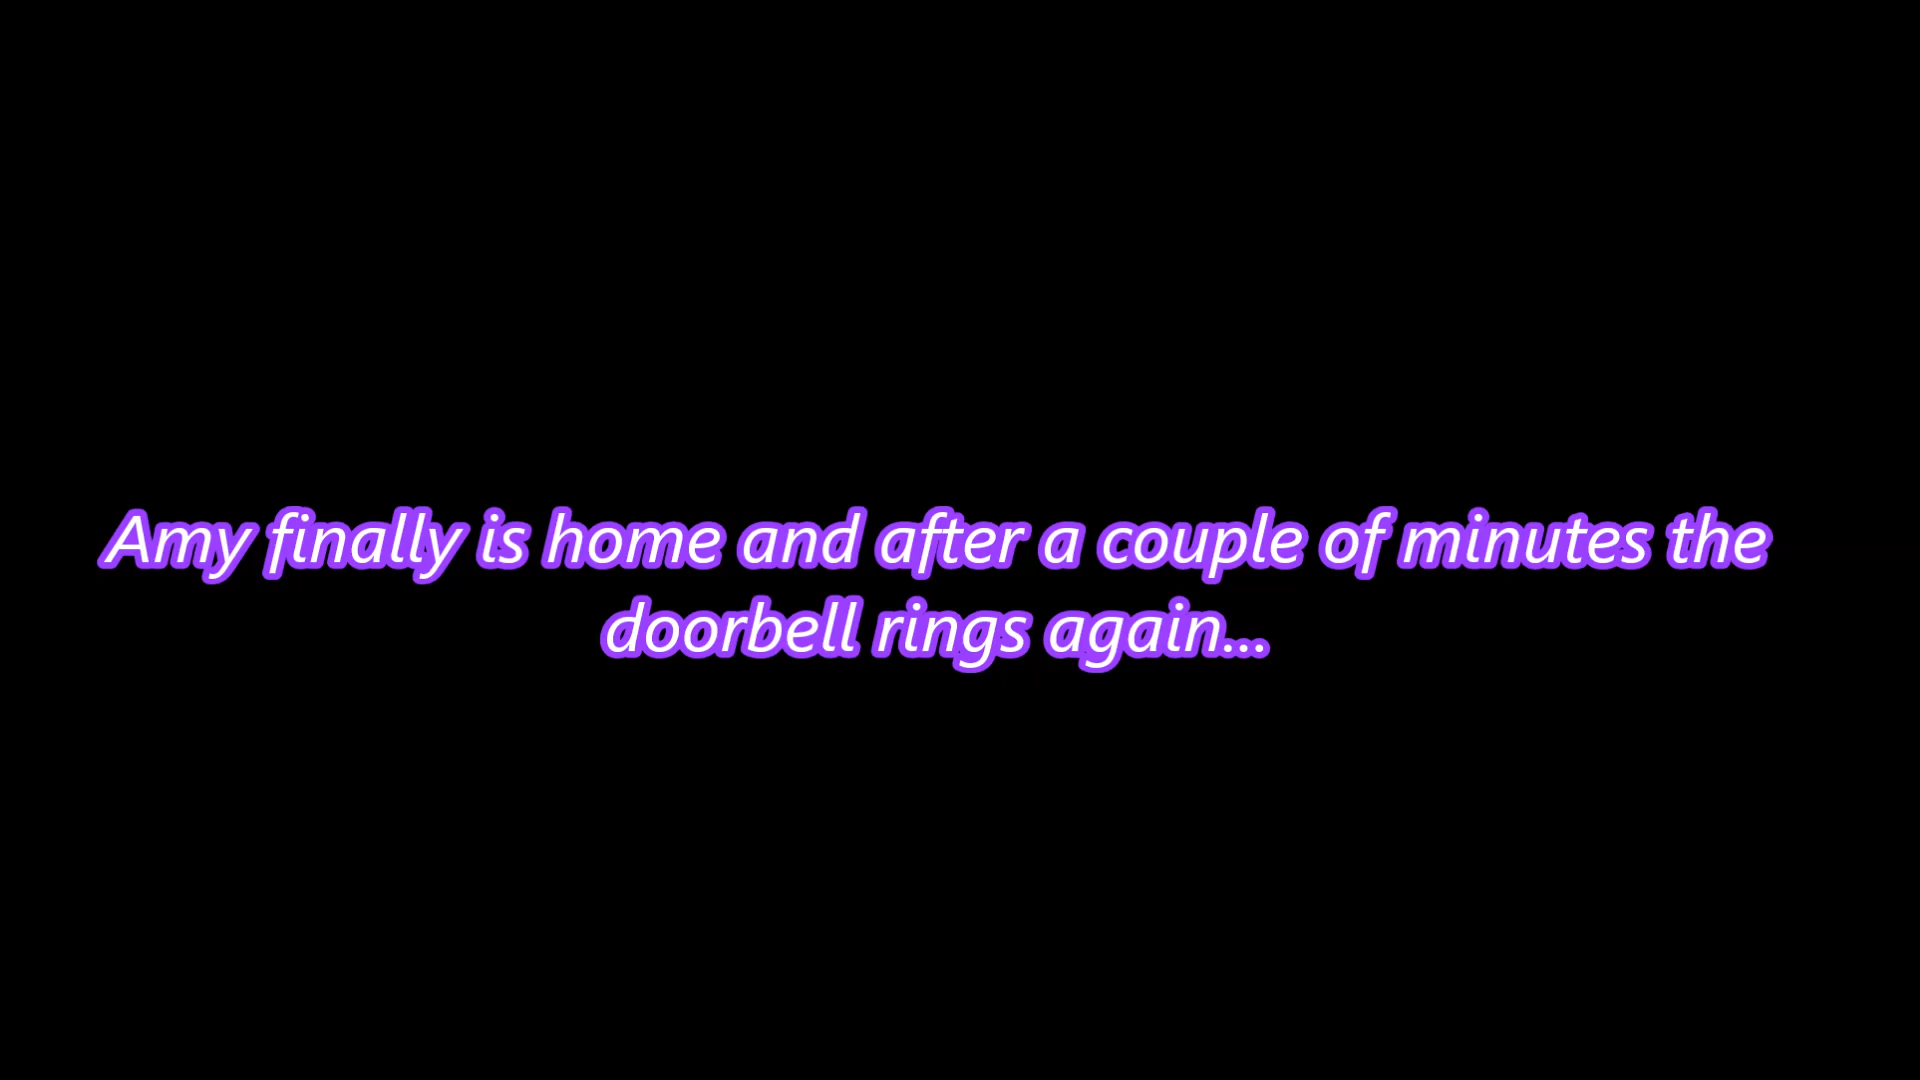 Amy finally is home and after a couple of minutes the
doorbell rings again...